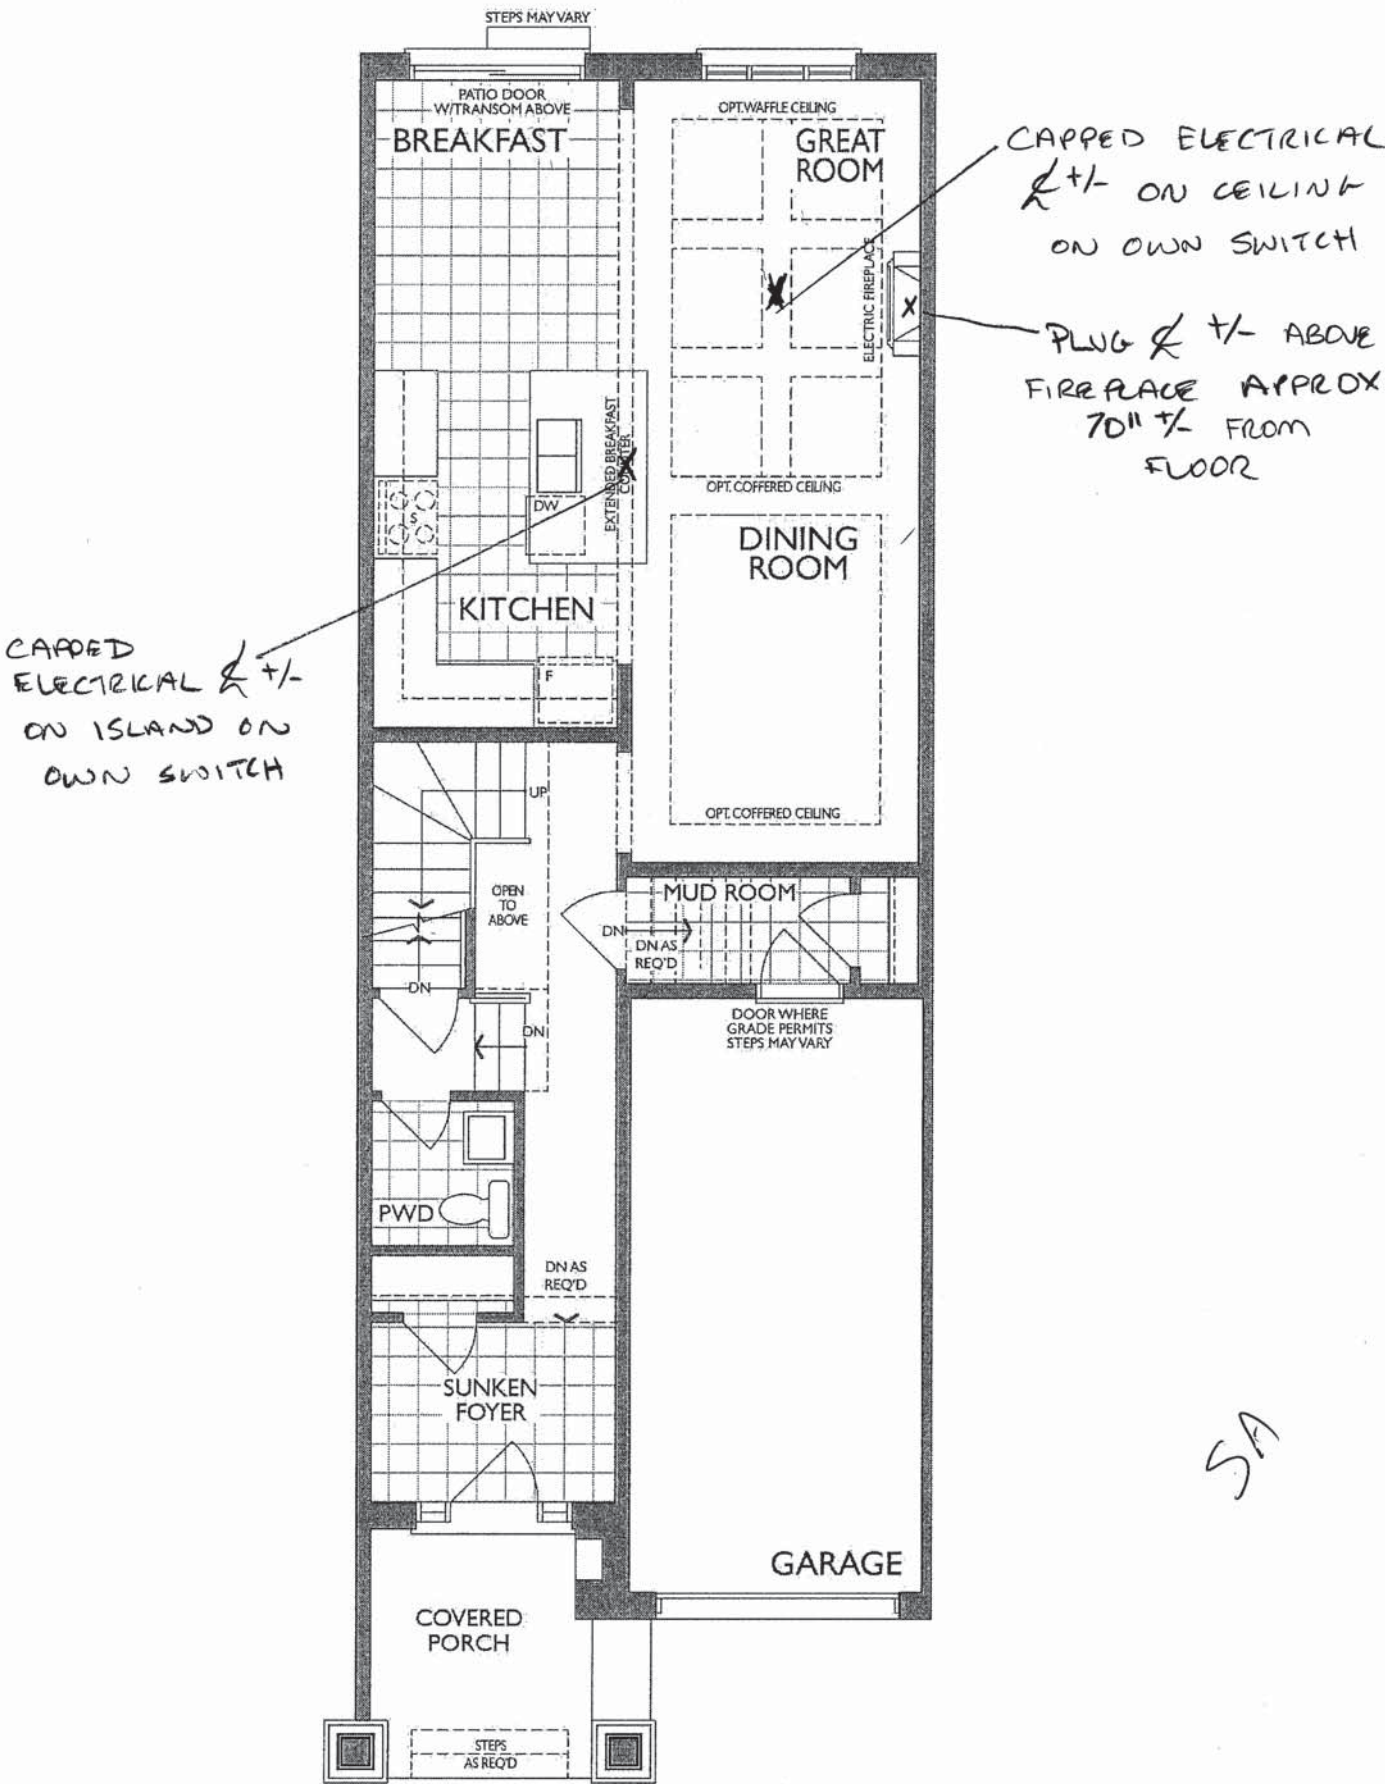 STEPS MAY VARY
PATIO DOOR
W/TRANSOM ABOVE
BREAKFAST
OPT. WAFFLE CEILING
GREAT
ROOM
CAPPED ELECTRICAL
℄ +/- ON CEILING
ON OWN SWITCH
ELECTRIC FIREPLACE
PLUG ℄ +/- ABOVE
FIREPLACE APPROX
70" +/- FROM
FLOOR
EXTENDED BREAKFAST
COUNTER
OPT. COFFERED CEILING
DW
S
DINING
ROOM
KITCHEN
F
CAPPED
ELECTRICAL ℄ +/-
ON ISLAND ON
OWN SWITCH
UP
OPT. COFFERED CEILING
OPEN
TO
ABOVE
MUD ROOM
DN
DN AS
REQ'D
DN
DN
DOOR WHERE
GRADE PERMITS
STEPS MAY VARY
PWD
DN AS
REQ'D
SUNKEN
FOYER
SA
GARAGE
COVERED
PORCH
STEPS
AS REQ'D